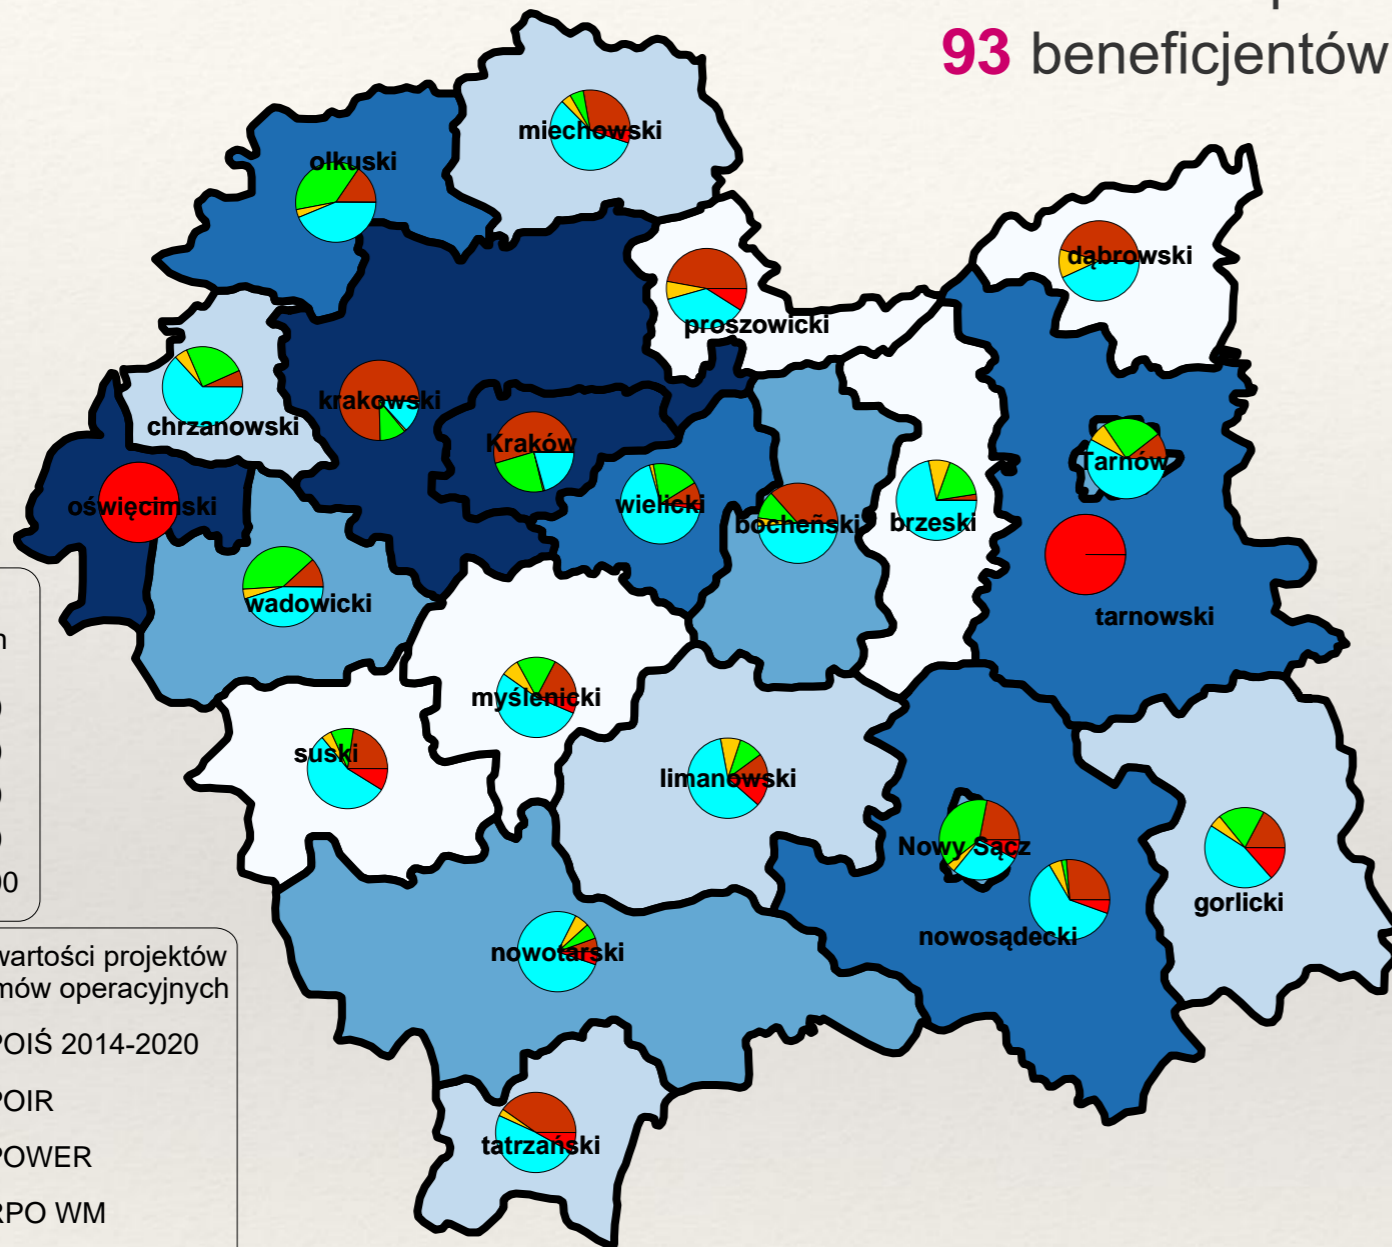 93 beneficjentów
miechowski
olkuski
dąbrowski
proszowicki
krakowski
chrzanowski
Kraków
Tarnów
oświęcimski
wielicki
bocheński
brzeski
wadowicki
tarnowski
myślenicki
suski
limanowski
Nowy Sącz
gorlicki
nowosądecki
nowotarski
wartości projektów
mów operacyjnych
POIŚ 2014-2020
POIR
POWER
RPO WM
tatrzański